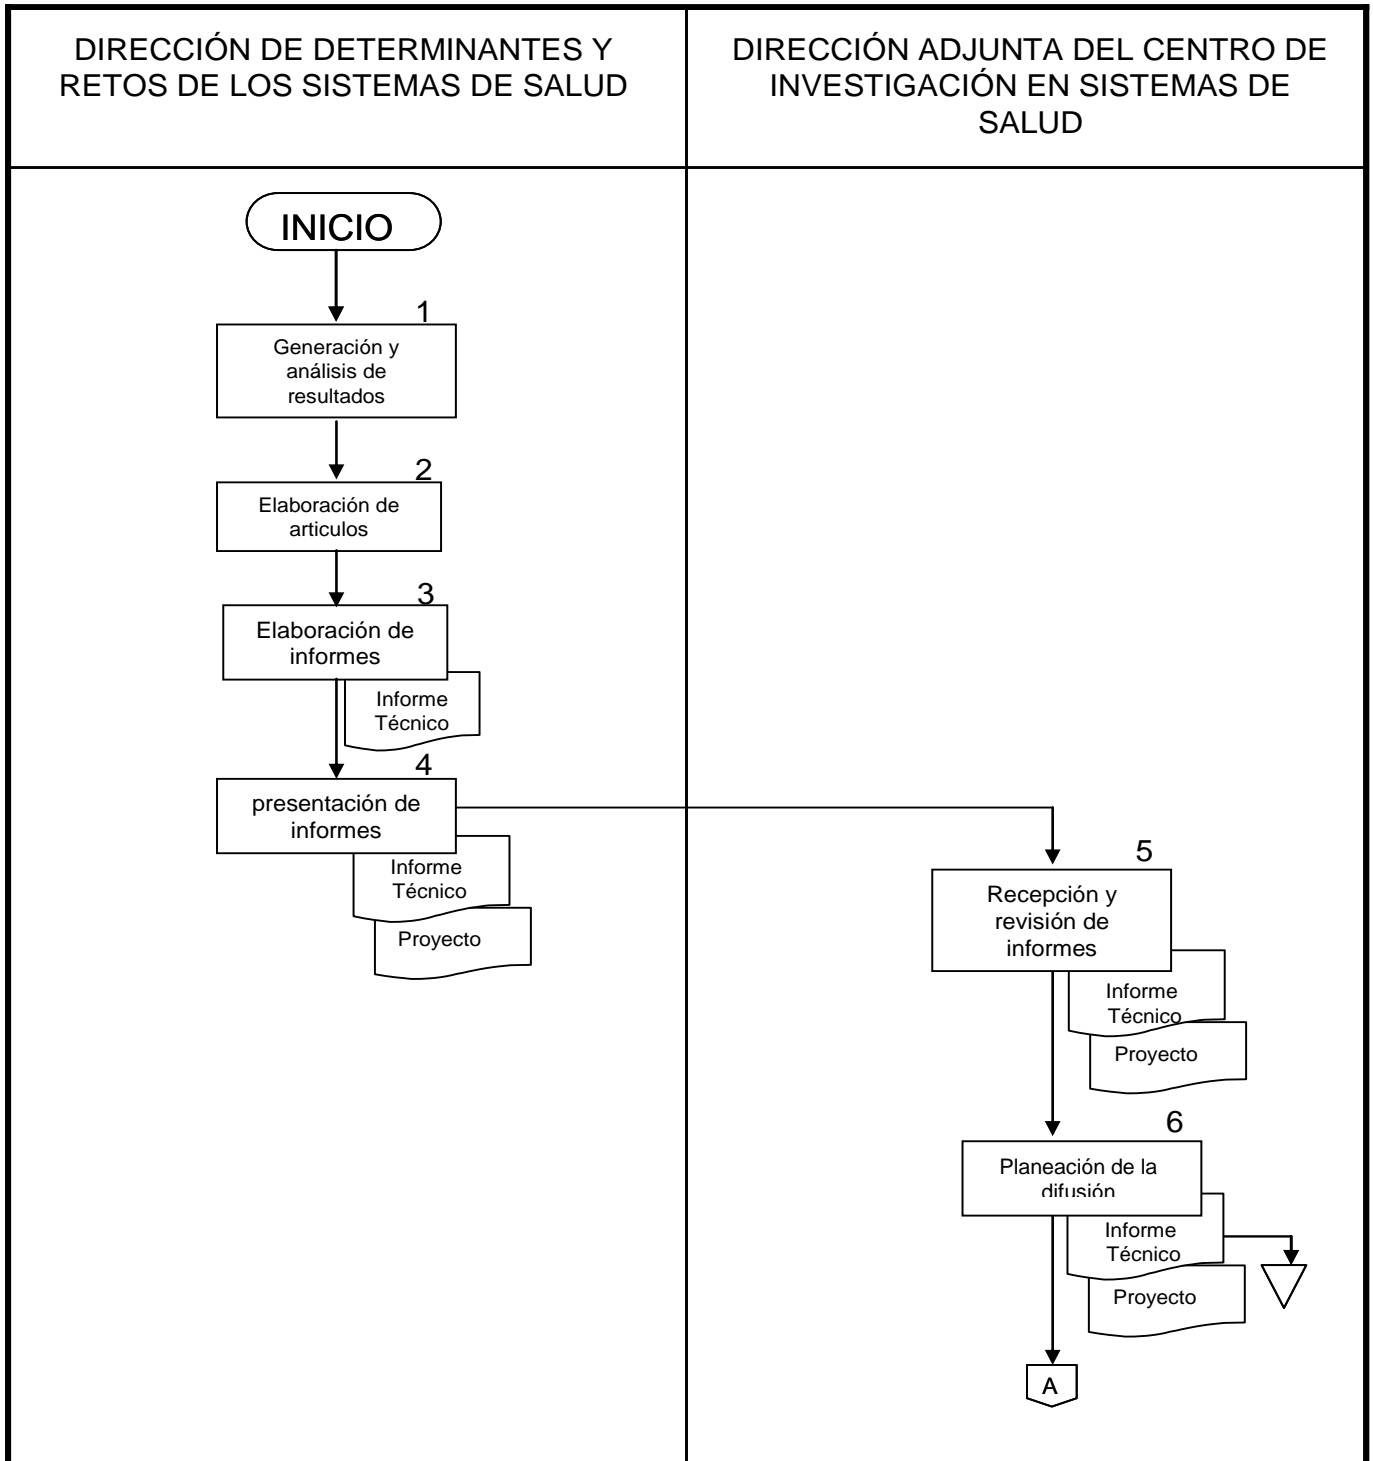 DIRECCIÓN DE DETERMINANTES Y
RETOS DE LOS SISTEMAS DE SALUD
DIRECCIÓN ADJUNTA DEL CENTRO DE
INVESTIGACIÓN EN SISTEMAS DE
SALUD
INICIO
1
Generación y
análisis de
resultados
2
Elaboración de
articulos
3
Elaboración de
informes
Informe
Técnico
4
presentación de
informes
Informe
Técnico
Proyecto
5
Recepción y
revisión de
informes
Informe
Técnico
Proyecto
6
Planeación de la
difusión
Informe
Técnico
Proyecto
A